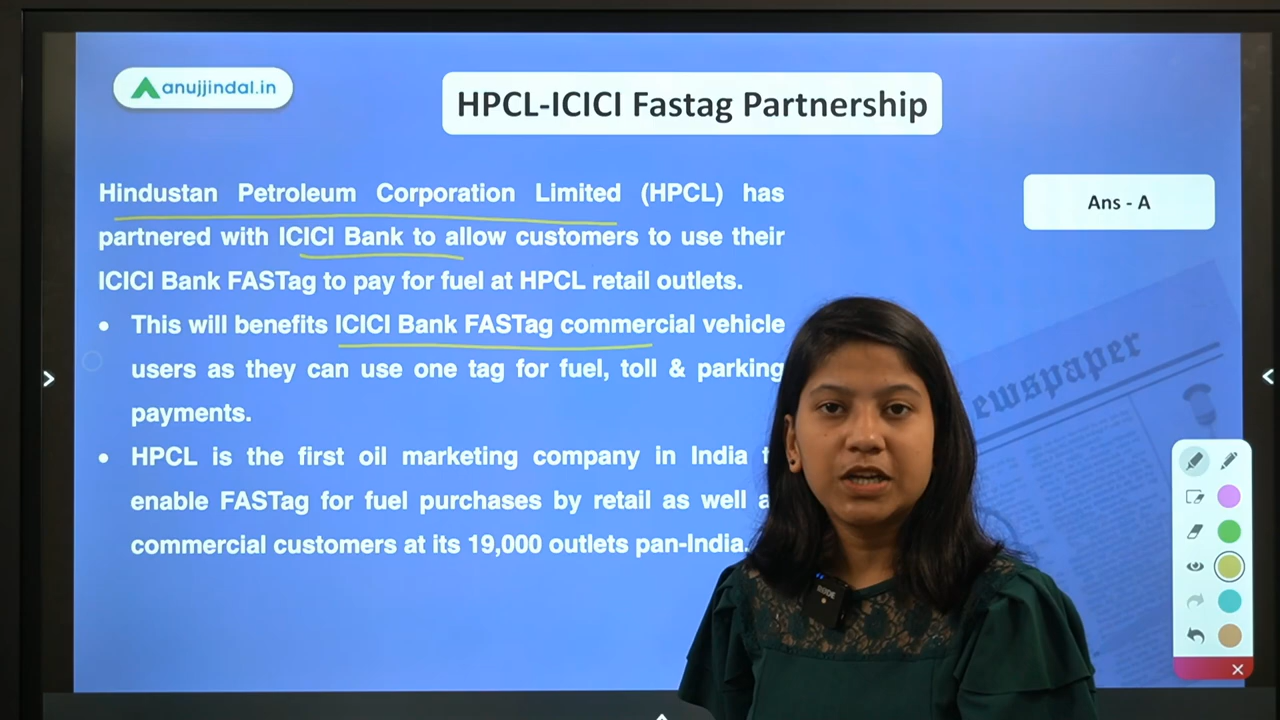 anujjindal.in
HPCL-ICICI Fastag Partnership
Hindustan Petroleum Corporation Limited (HPCL) has
partnered with ICICI Bank to allow customers to use their
ICICI Bank FASTag to pay for fuel at HPCL retail outlets.
Ans - A
• This will benefits ICICI Bank FASTag commercial vehicle
users as they can use one tag for fuel, toll & parking
payments.
• HPCL is the first oil marketing company in India
enable FASTag for fuel purchases by retail as well
commercial customers at its 19,000 outlets pan-India.
ewspaper